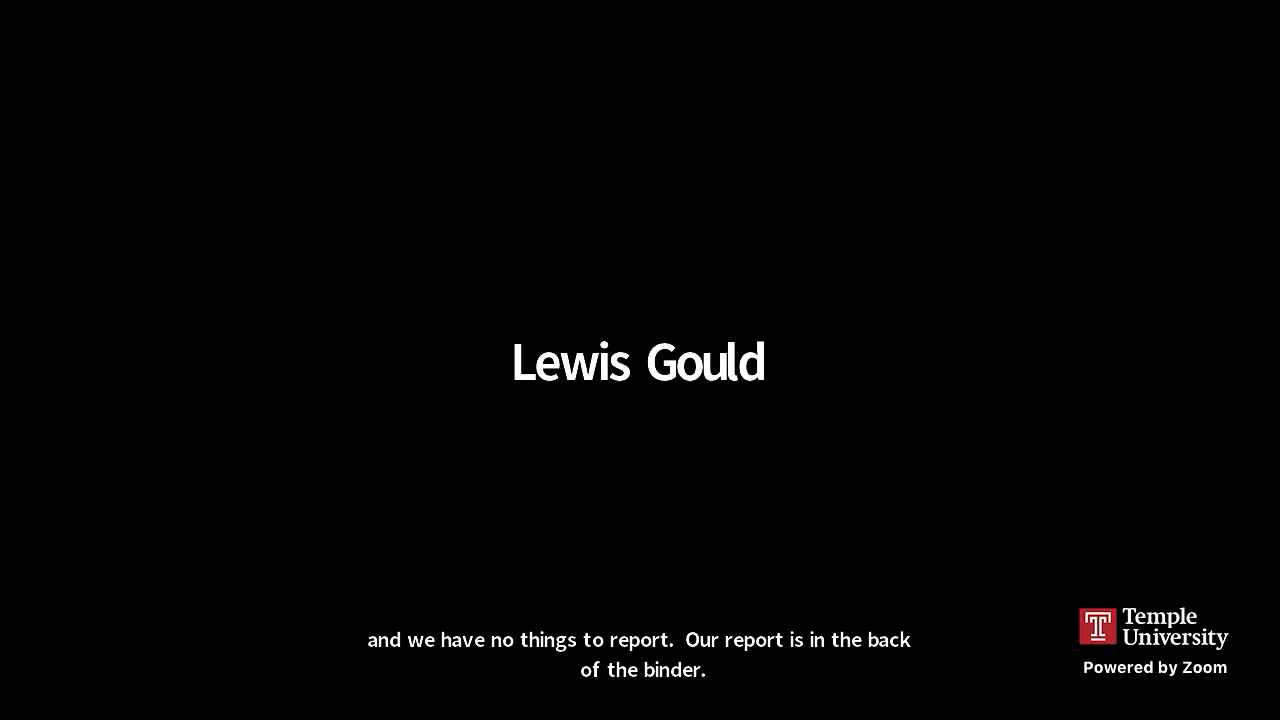 Lewis Gould
and we have no things to report.  Our report is in the back
of the binder.
Temple
University
Powered by Zoom